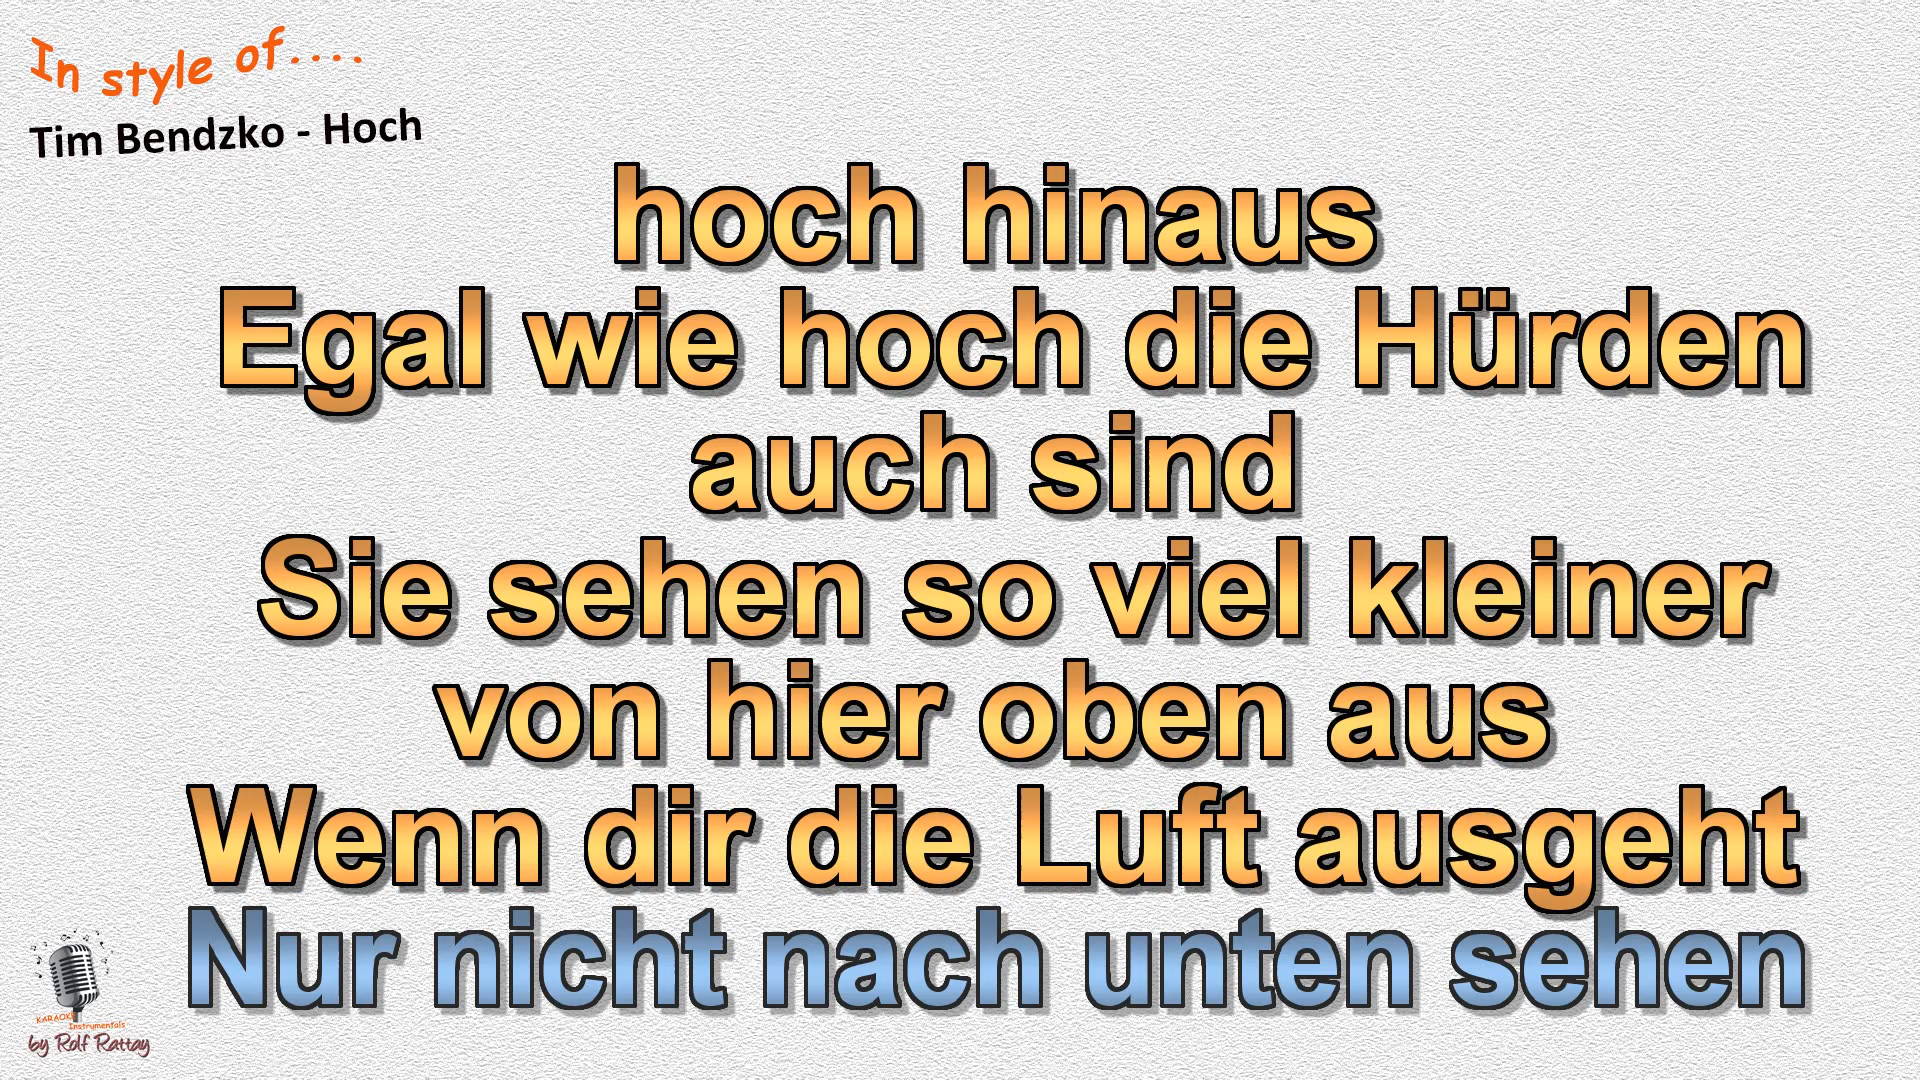 In style of....
Tim Bendzko - Hoch
hoch hinaus
Egal wie hoch die Hürden
auch sind
Sie sehen so viel kleiner
von hier oben aus
Wenn dir die Luft ausgeht
Nur nicht nach unten sehen
KARAOKE
Instrumentals
by Rolf Rattay